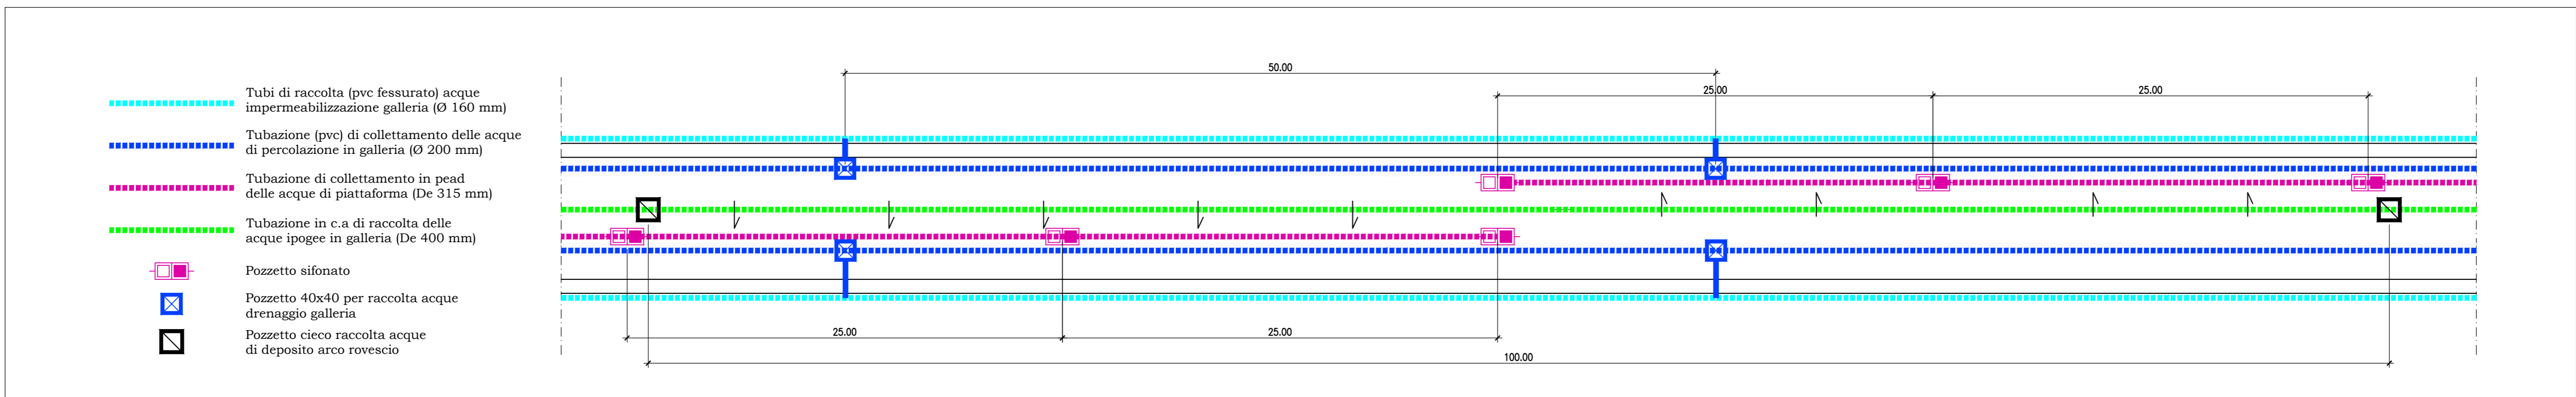 Tubi di raccolta (pvc fessurato) acque
impermeabilizzazione galleria (Ø 160 mm)
Tubazione (pvc) di collettamento delle acque
di percolazione in galleria (Ø 200 mm)
Tubazione di collettamento in pead
delle acque di piattaforma (De 315 mm)
Tubazione in c.a di raccolta delle
acque ipogee in galleria (De 400 mm)
Pozzetto sifonato
Pozzetto 40x40 per raccolta acque
drenaggio galleria
Pozzetto cieco raccolta acque
di deposito arco rovescio
50.00
25.00
25.00
25.00
25.00
100.00